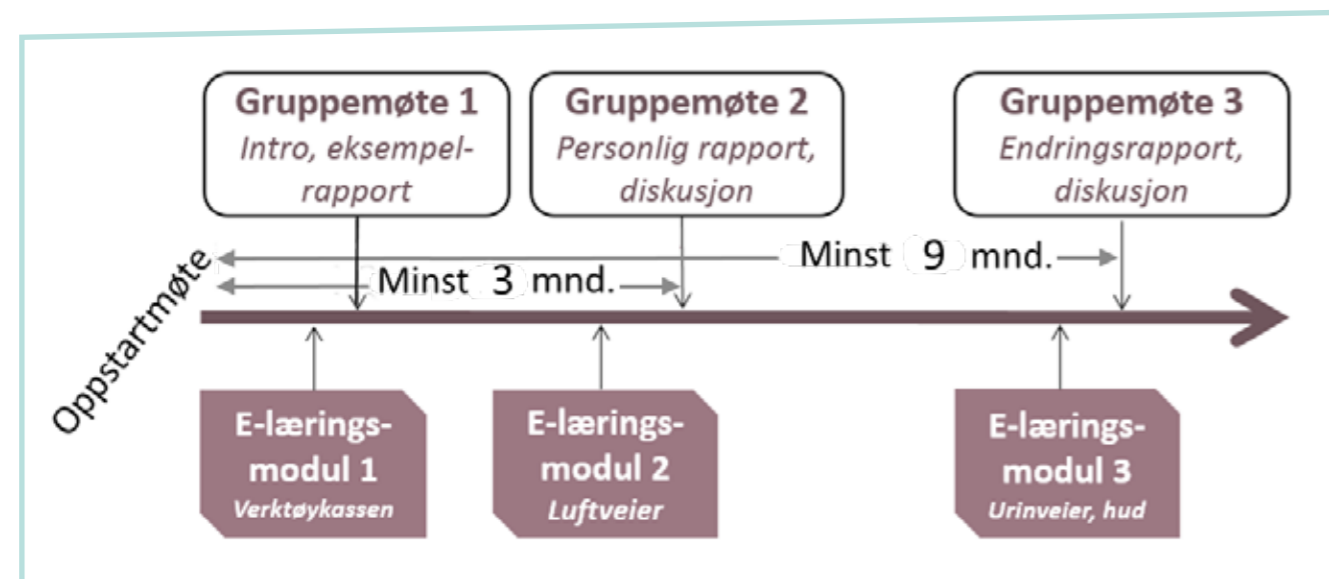 Gruppemøte 1
Intro, eksempel-
rapport
Gruppemøte 2
Personlig rapport,
diskusjon
Gruppemøte 3
Endringsrapport,
diskusjon
Minst 9 mnd.
Minst 3 mnd.
Oppstartmøte
E-lærings-
modul 1
Verktøykassen
E-lærings-
modul 2
Luftveier
E-lærings-
modul 3
Urinveier, hud